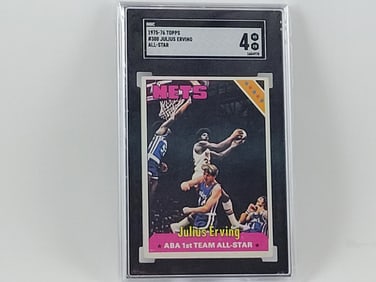 1975-76 TOPPS
#300 JULIUS ERVING
ALL-STAR
4
NETS
Julius Erving
★ ABA 1st TEAM ALL-STAR ★